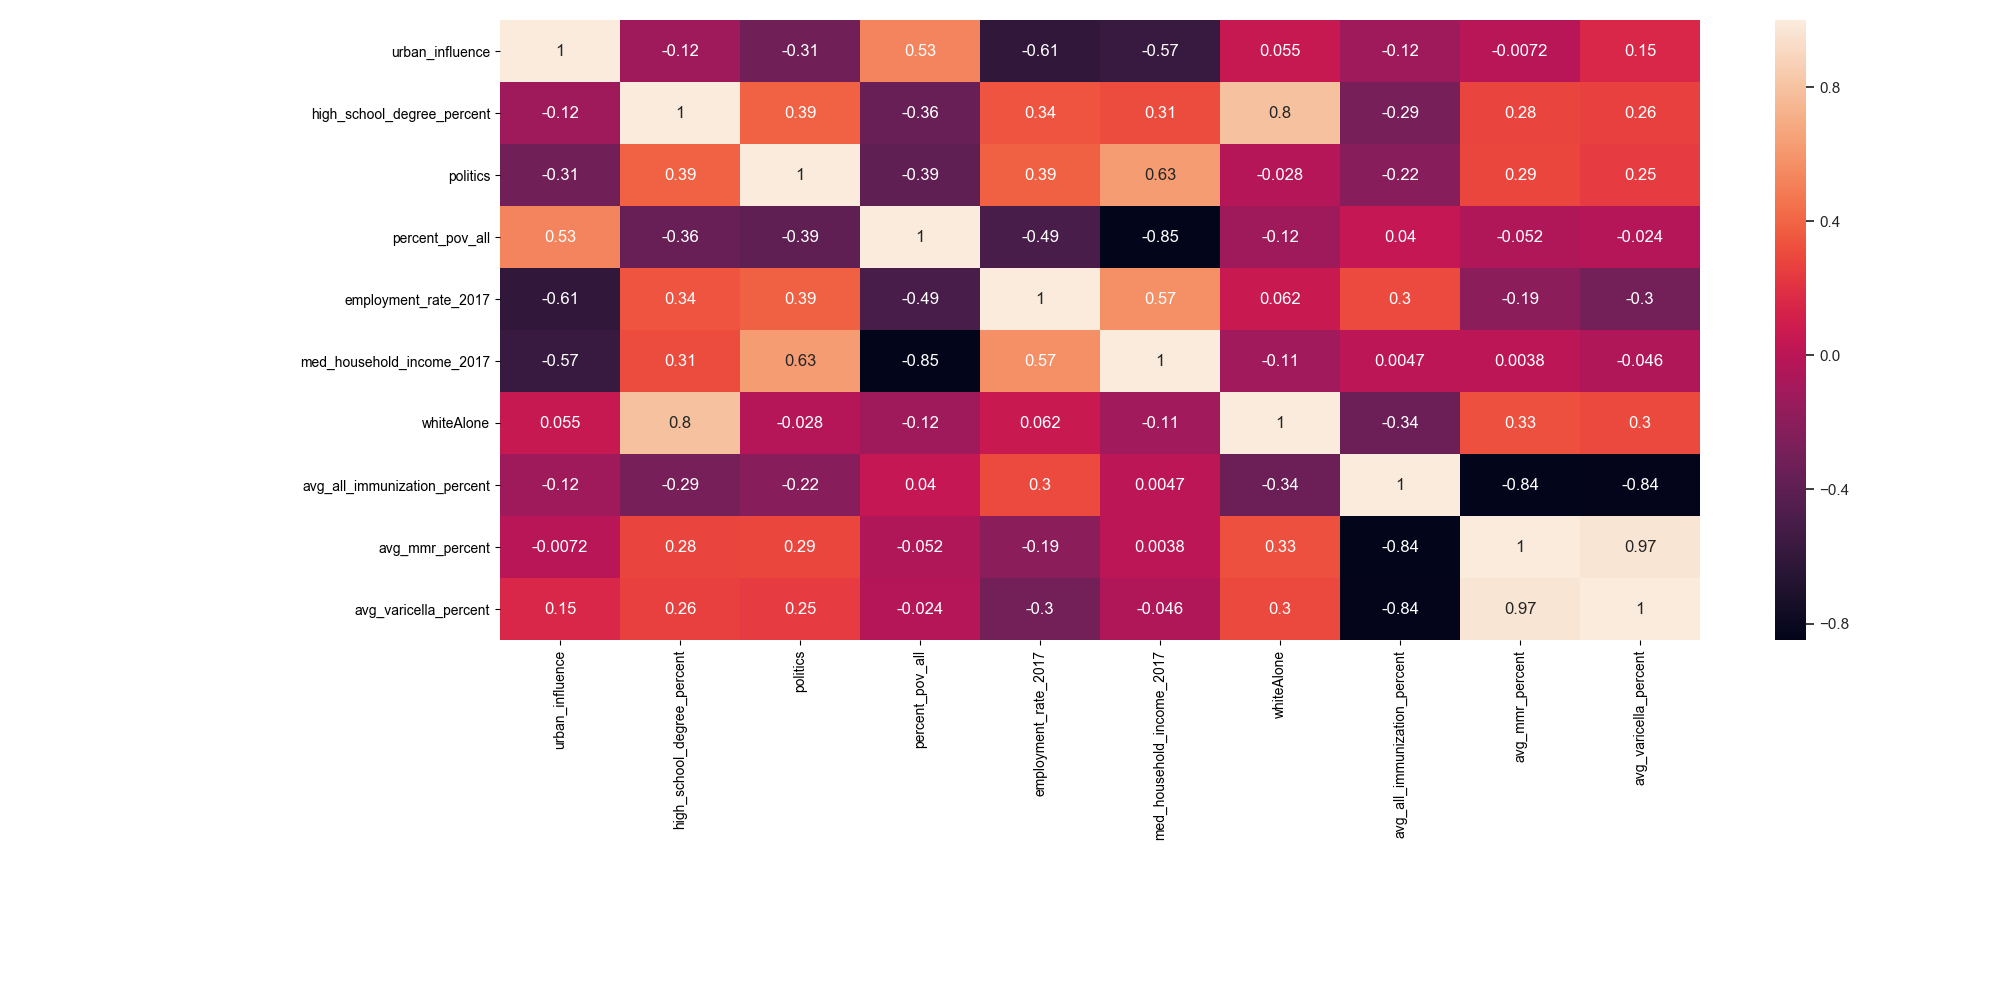 urban_influence 1 -0.12 -0.31 0.53 -0.61 -0.57 0.055 -0.12 -0.0072 0.15
high_school_degree_percent -0.12 1 0.39 -0.36 0.34 0.31 0.8 -0.29 0.28 0.26
politics -0.31 0.39 1 -0.39 0.39 0.63 -0.028 -0.22 0.29 0.25
percent_pov_all 0.53 -0.36 -0.39 1 -0.49 -0.85 -0.12 0.04 -0.052 -0.024
employment_rate_2017 -0.61 0.34 0.39 -0.49 1 0.57 0.062 0.3 -0.19 -0.3
med_household_income_2017 -0.57 0.31 0.63 -0.85 0.57 1 -0.11 0.0047 0.0038 -0.046
whiteAlone 0.055 0.8 -0.028 -0.12 0.062 -0.11 1 -0.34 0.33 0.3
avg_all_immunization_percent -0.12 -0.29 -0.22 0.04 0.3 0.0047 -0.34 1 -0.84 -0.84
avg_mmr_percent -0.0072 0.28 0.29 -0.052 -0.19 0.0038 0.33 -0.84 1 0.97
avg_varicella_percent 0.15 0.26 0.25 -0.024 -0.3 -0.046 0.3 -0.84 0.97 1
urban_influence
high_school_degree_percent
politics
percent_pov_all
employment_rate_2017
med_household_income_2017
whiteAlone
avg_all_immunization_percent
avg_mmr_percent
avg_varicella_percent
0.8
0.4
0.0
−0.4
−0.8